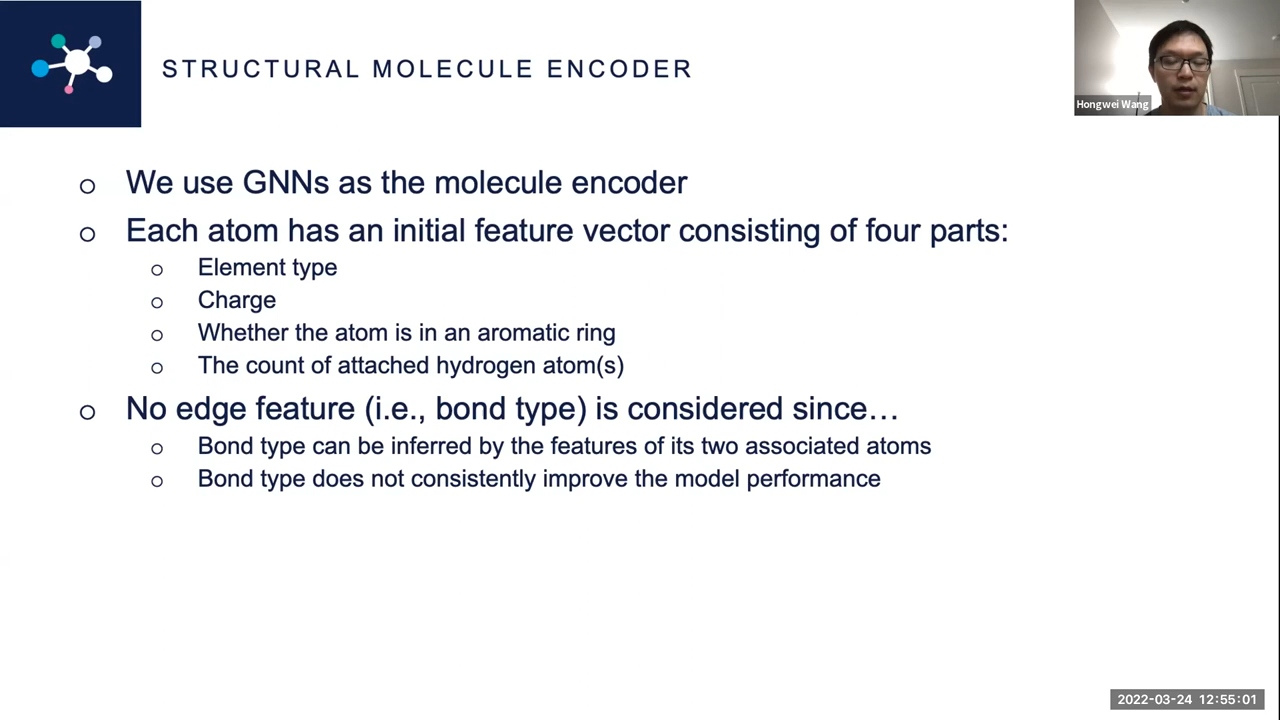 STRUCTURAL MOLECULE ENCODER
Hongwei Wang
We use GNNs as the molecule encoder
Each atom has an initial feature vector consisting of four parts:
Element type
Charge
Whether the atom is in an aromatic ring
The count of attached hydrogen atom(s)
No edge feature (i.e., bond type) is considered since…
Bond type can be inferred by the features of its two associated atoms
Bond type does not consistently improve the model performance
2022-03-24 12:55:01